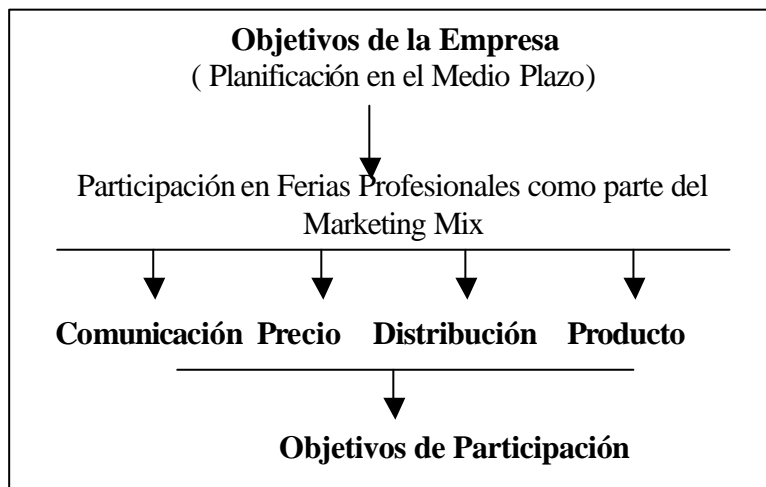 Objetivos de la Empresa
( Planificación en el Medio Plazo)
Participación en Ferias Profesionales como parte del
Marketing Mix
Comunicación Precio Distribución Producto
Objetivos de Participación